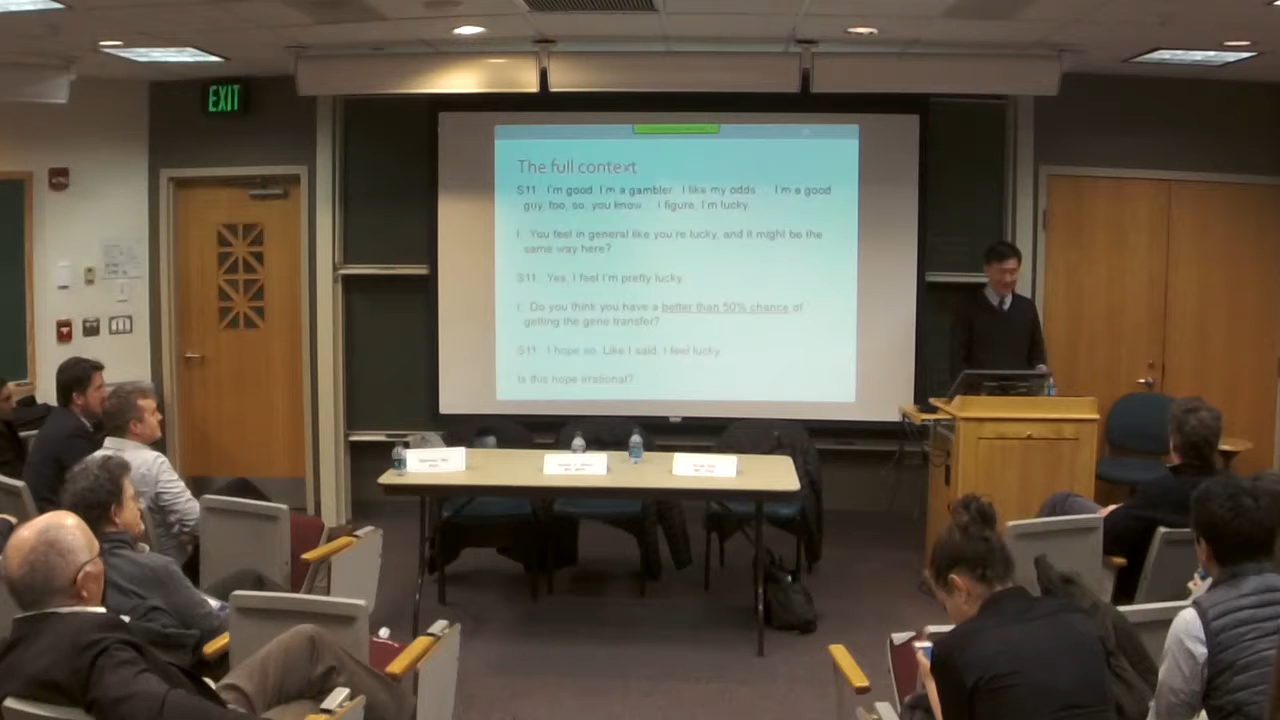 EXIT
The full context
S11. I'm good. I'm a gambler. I like my odds... I'm a good
guy, too, so, you know... I figure, I'm lucky.
I. You feel in general like you're lucky, and it might be the
same way here?
S11. Yes, I feel I'm pretty lucky.
I. Do you think you have a better than 50% chance of
getting the gene transfer?
S11. I hope so. Like I said, I feel lucky.
Is this hope irrational?